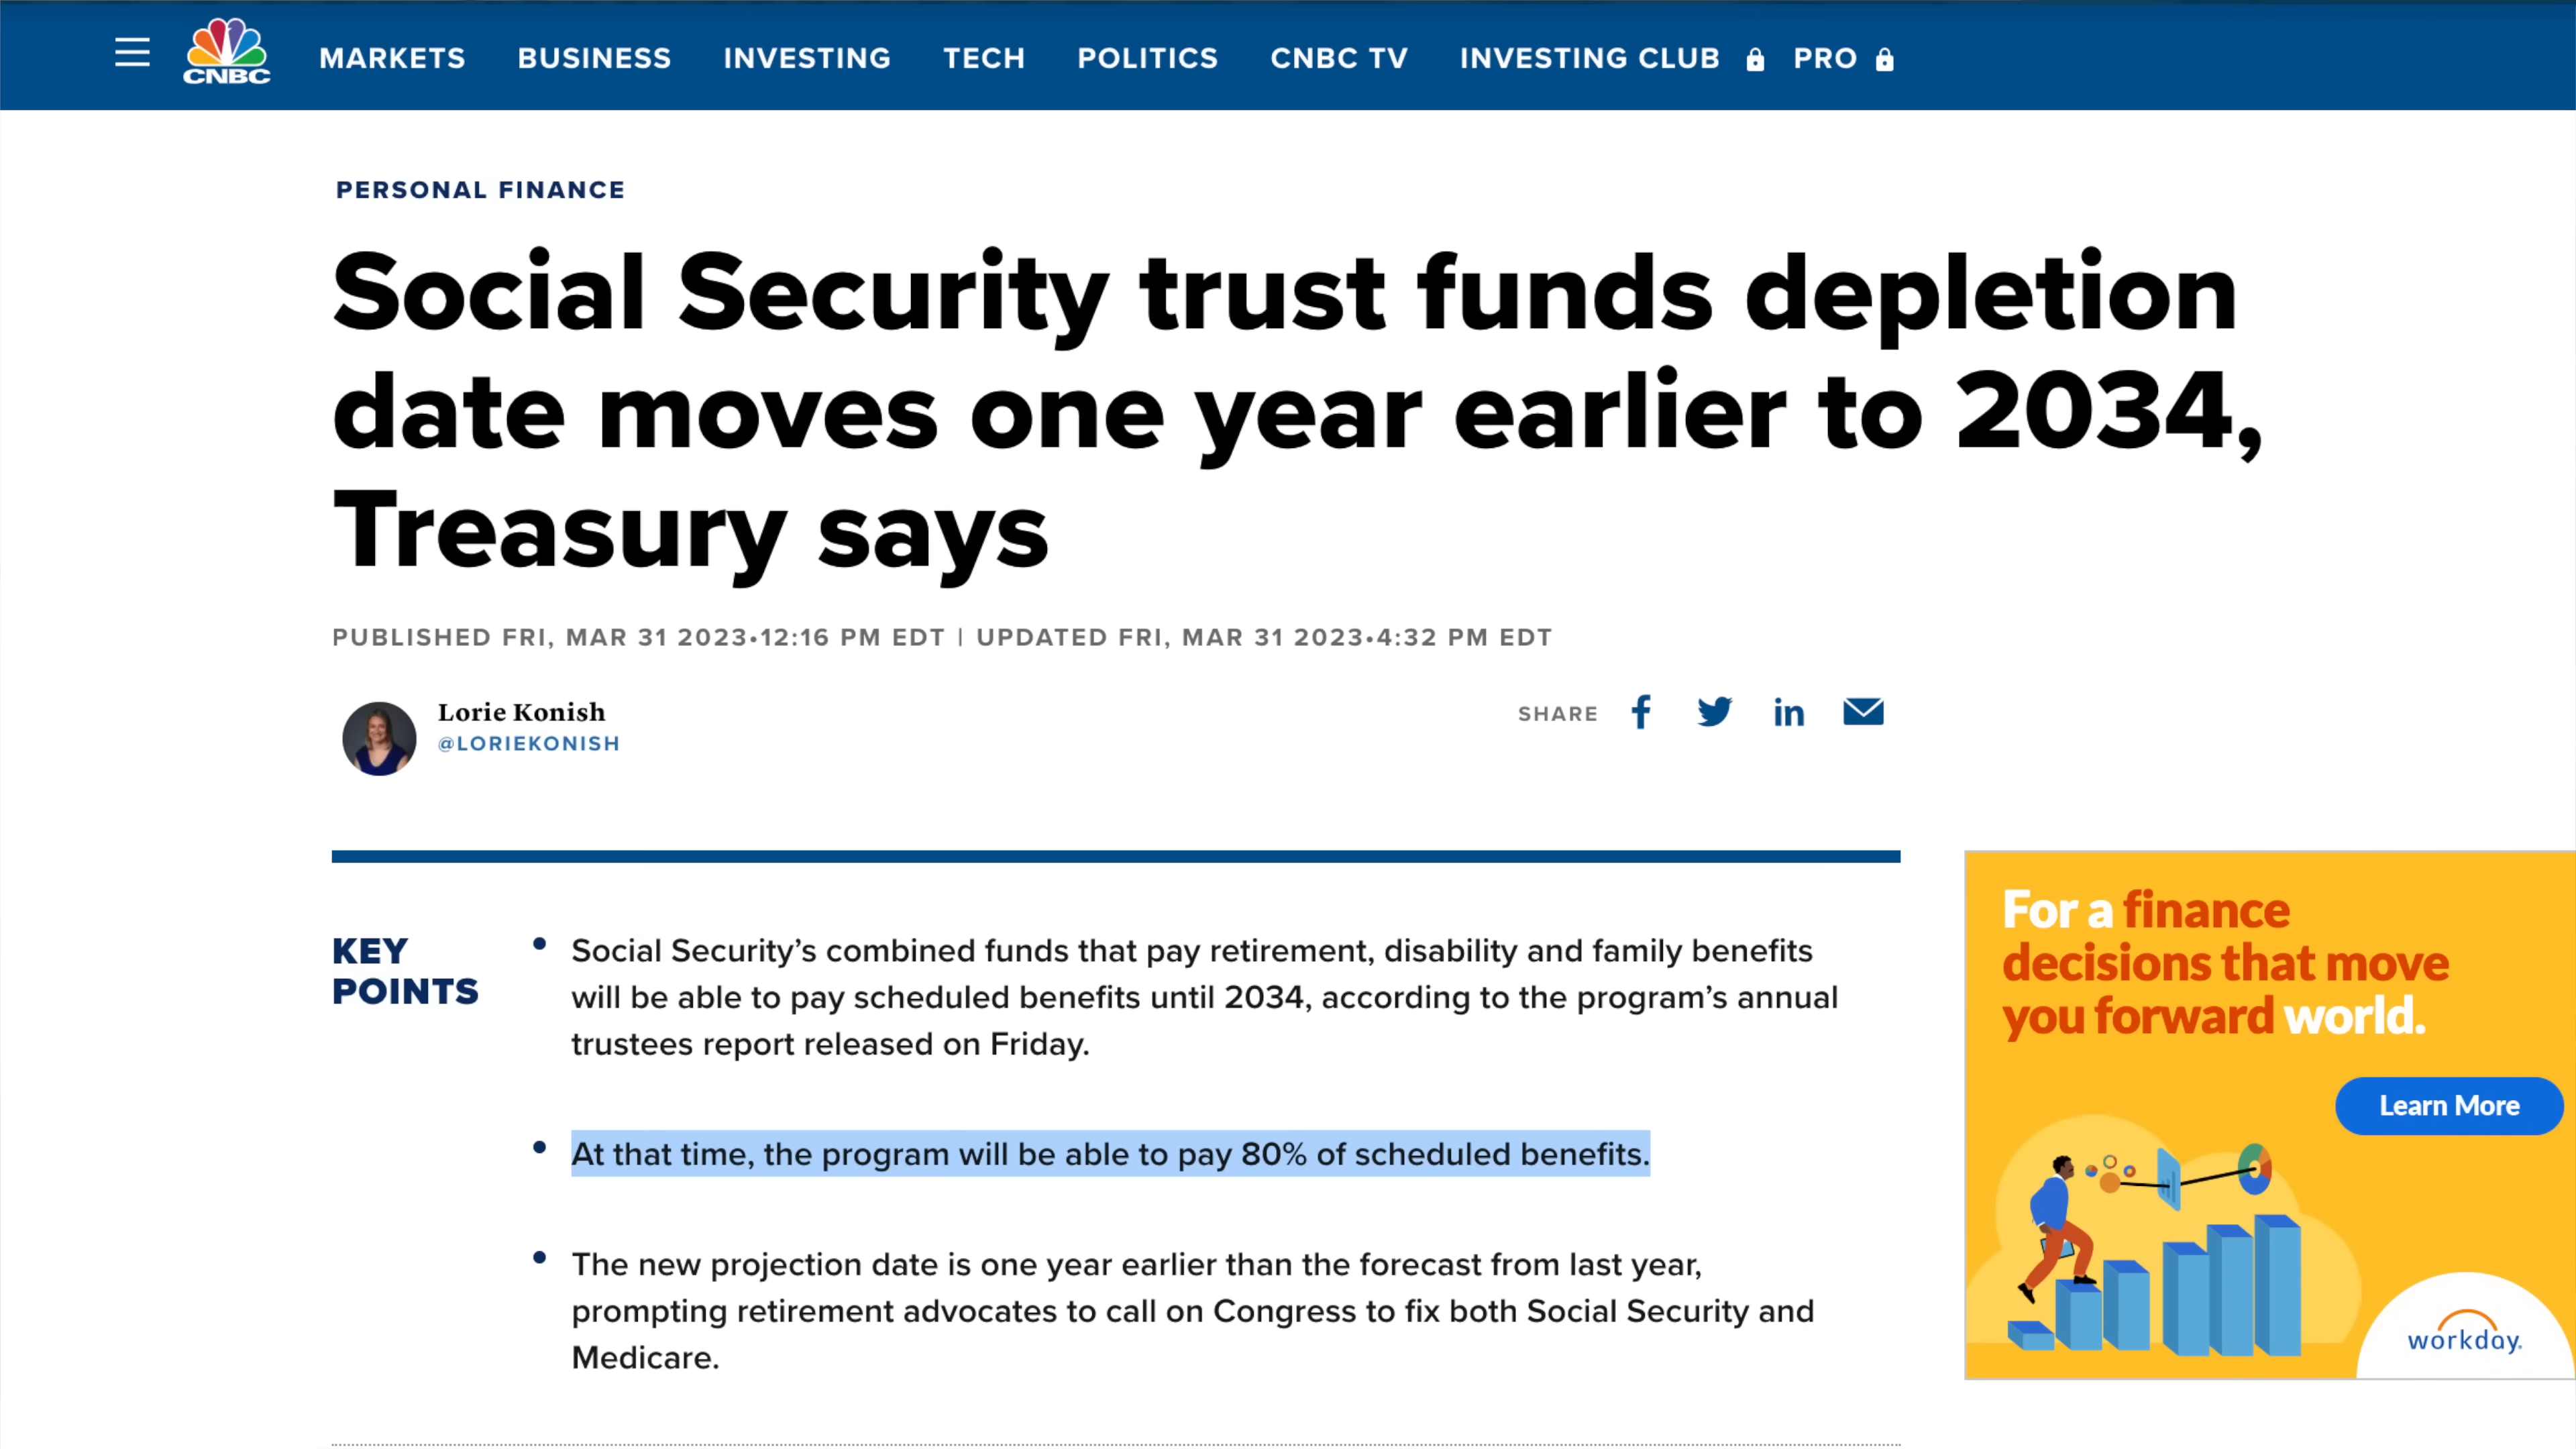 CNBC
MARKETS BUSINESS INVESTING TECH POLITICS CNBC TV INVESTING CLUB PRO
PERSONAL FINANCE
Social Security trust funds depletion
date moves one year earlier to 2034,
Treasury says
PUBLISHED FRI, MAR 31 2023•12:16 PM EDT | UPDATED FRI, MAR 31 2023•4:32 PM EDT
Lorie Konish
@LORIEKONISH
SHARE
KEY
POINTS
• Social Security’s combined funds that pay retirement, disability and family benefits
will be able to pay scheduled benefits until 2034, according to the program’s annual
trustees report released on Friday.
• At that time, the program will be able to pay 80% of scheduled benefits.
• The new projection date is one year earlier than the forecast from last year,
prompting retirement advocates to call on Congress to fix both Social Security and
Medicare.
For a finance
decisions that move
you forward world.
Learn More
workday.